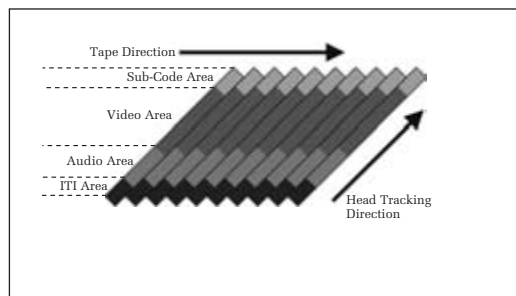 Tape Direction
Sub-Code Area
Video Area
Audio Area
ITI Area
Head Tracking
Direction